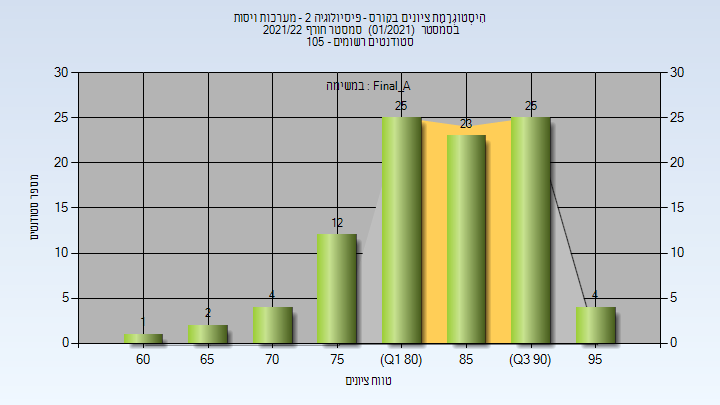 היסטוגרמת ציונים בקורס - פיסיולוגיה 2 - מערכות ויסות
בסמסטר (01/2021) סמסטר חורף 2021/22
סטודנטים רשומים - 105
במשימה : Final_A
מספר סטודנטים
30 30
25 25
20 20
15 15
10 10
5 5
0 0
1 2 4 12 25 23 25 4
60 65 70 75 (Q1 80) 85 (Q3 90) 95
טווח ציונים